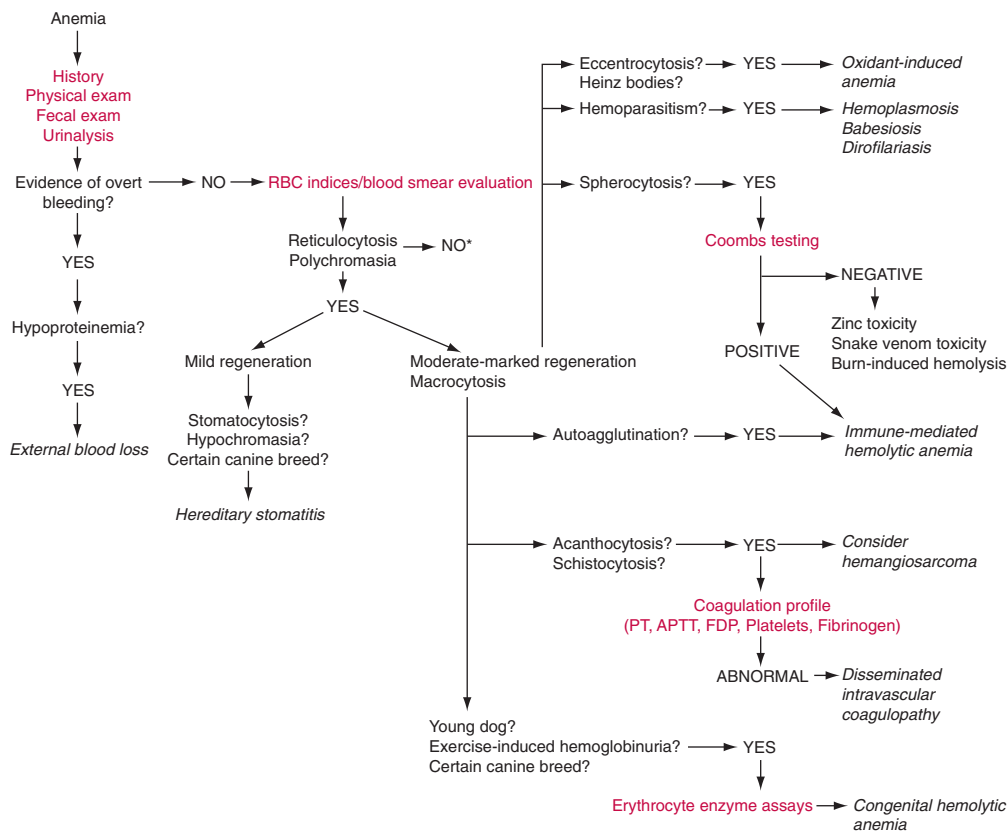 Anemia
History
Physical exam
Fecal exam
Urinalysis
Evidence of overt
bleeding?
NO
RBC indices/blood smear evaluation
YES
Hypoproteinemia?
YES
External blood loss
Reticulocytosis
Polychromasia
NO*
YES
Mild regeneration
Stomatocytosis?
Hypochromasia?
Certain canine breed?
Hereditary stomatitis
Moderate-marked regeneration
Macrocytosis
Eccentrocytosis?
Heinz bodies?
YES
Oxidant-induced
anemia
Hemoparasitism?
YES
Hemoplasmosis
Babesiosis
Dirofilariasis
Spherocytosis?
YES
Coombs testing
NEGATIVE
Zinc toxicity
Snake venom toxicity
Burn-induced hemolysis
POSITIVE
Autoagglutination?
YES
Immune-mediated
hemolytic anemia
Acanthocytosis?
Schistocytosis?
YES
Consider
hemangiosarcoma
Coagulation profile
(PT, APTT, FDP, Platelets, Fibrinogen)
ABNORMAL
Disseminated
intravascular
coagulopathy
Young dog?
Exercise-induced hemoglobinuria?
Certain canine breed?
YES
Erythrocyte enzyme assays
Congenital hemolytic
anemia